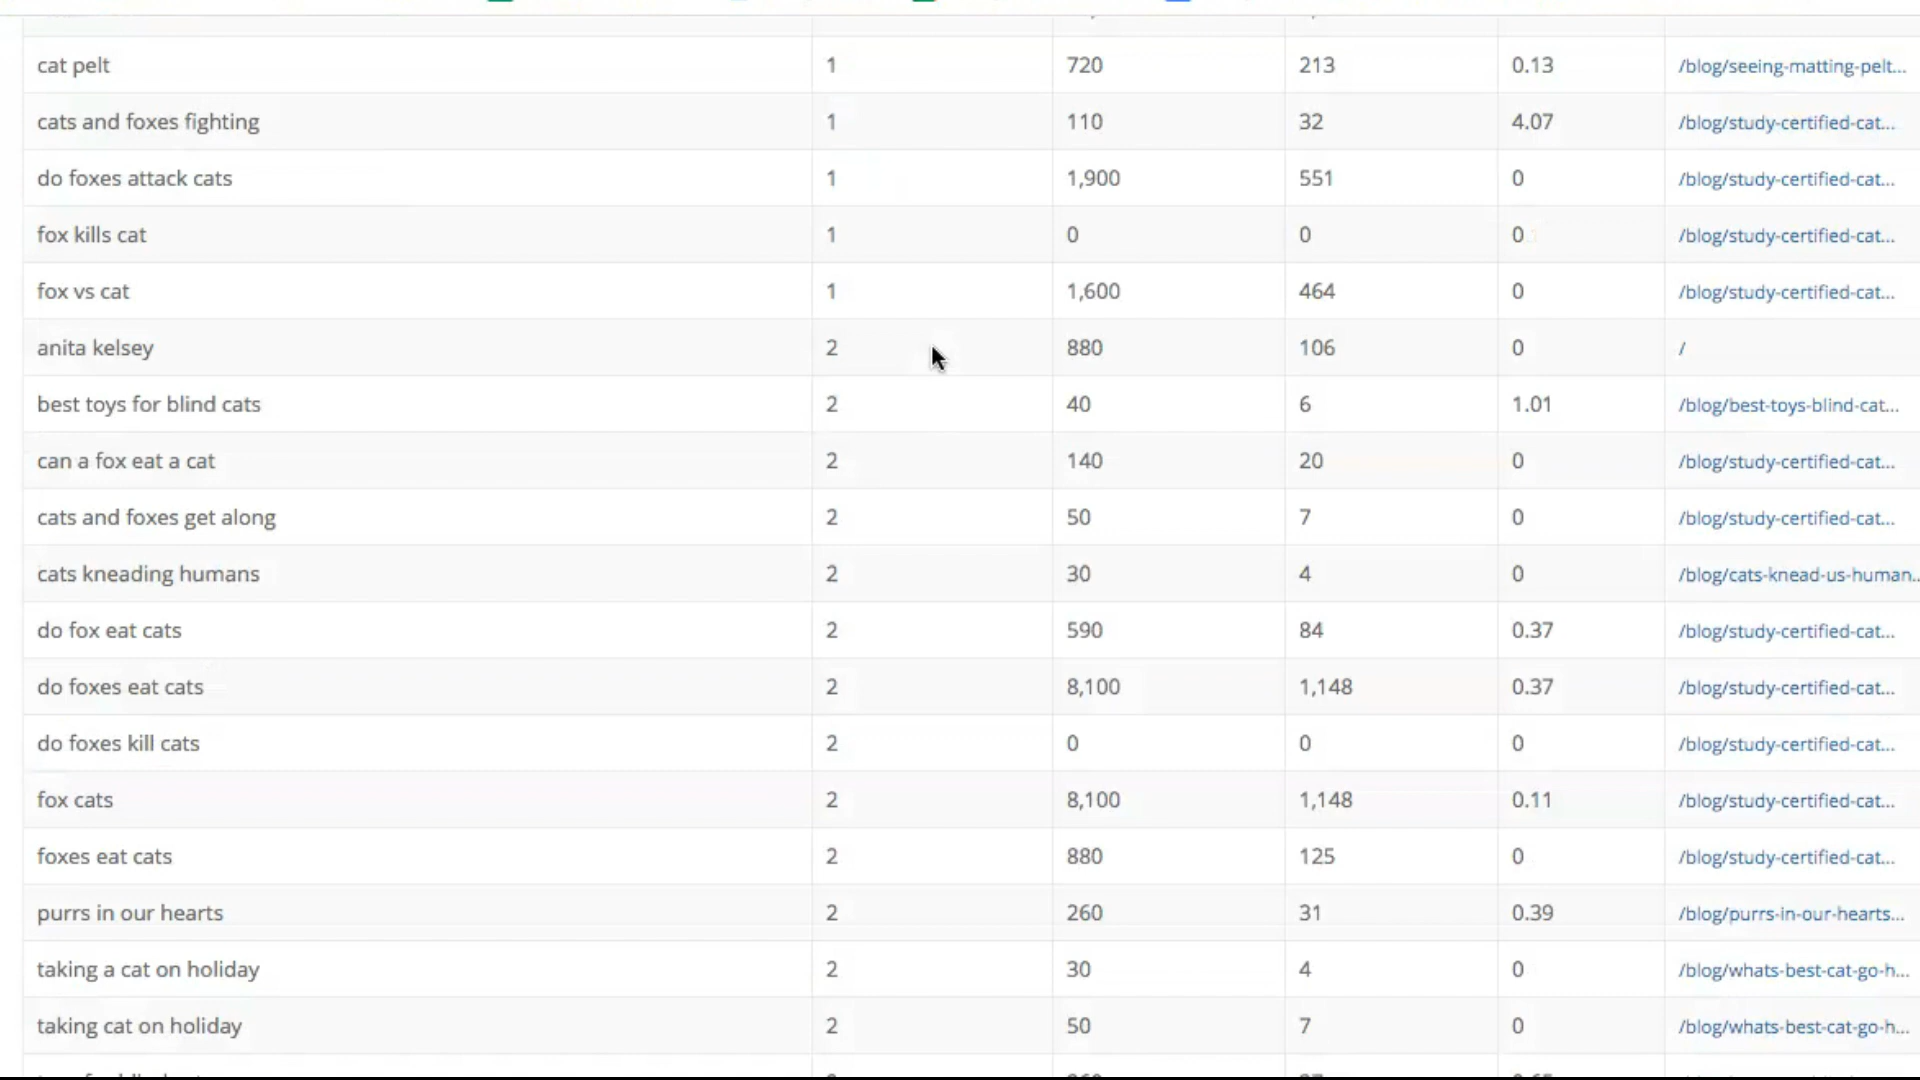 cat pelt 1 720 213 0.13 /blog/seeing-matting-pelt...
cats and foxes fighting 1 110 32 4.07 /blog/study-certified-cat...
do foxes attack cats 1 1,900 551 0 /blog/study-certified-cat...
fox kills cat 1 0 0 0 /blog/study-certified-cat...
fox vs cat 1 1,600 464 0 /blog/study-certified-cat...
anita kelsey 2 880 106 0 /
best toys for blind cats 2 40 6 1.01 /blog/best-toys-blind-cat...
can a fox eat a cat 2 140 20 0 /blog/study-certified-cat...
cats and foxes get along 2 50 7 0 /blog/study-certified-cat...
cats kneading humans 2 30 4 0 /blog/cats-knead-us-human...
do fox eat cats 2 590 84 0.37 /blog/study-certified-cat...
do foxes eat cats 2 8,100 1,148 0.37 /blog/study-certified-cat...
do foxes kill cats 2 0 0 0 /blog/study-certified-cat...
fox cats 2 8,100 1,148 0.11 /blog/study-certified-cat...
foxes eat cats 2 880 125 0 /blog/study-certified-cat...
purrs in our hearts 2 260 31 0.39 /blog/purrs-in-our-hearts...
taking a cat on holiday 2 30 4 0 /blog/whats-best-cat-go-h...
taking cat on holiday 2 50 7 0 /blog/whats-best-cat-go-h...